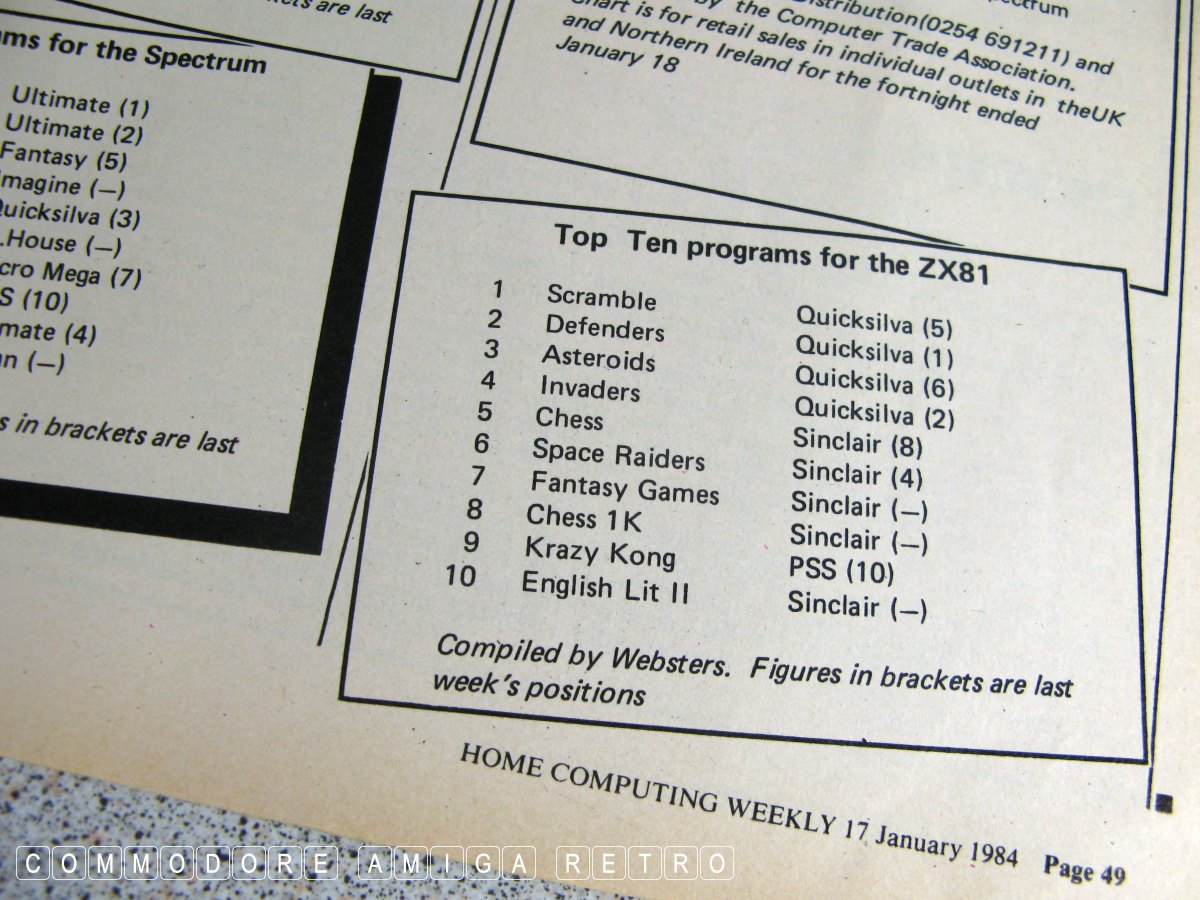 ckets are last
ms for the Spectrum
Ultimate (1)
Ultimate (2)
Fantasy (5)
magine (—)
Quicksilva (3)
.House (—)
cro Mega (7)
S (10)
mate (4)
n (—)
s in brackets are last
Distribution(0254 691211) and
by the Computer Trade Association.
Chart is for retail sales in individual outlets in theUK
and Northern Ireland for the fortnight ended
January 18
Top Ten programs for the ZX81
1 Scramble Quicksilva (5)
2 Defenders Quicksilva (1)
3 Asteroids Quicksilva (6)
4 Invaders Quicksilva (2)
5 Chess Sinclair (8)
6 Space Raiders Sinclair (4)
7 Fantasy Games Sinclair (—)
8 Chess 1K Sinclair (—)
9 Krazy Kong PSS (10)
10 English Lit II Sinclair (—)
Compiled by Websters. Figures in brackets are last
week's positions
HOME COMPUTING WEEKLY 17 January 1984 Page 49
COMMODORE AMIGA RETRO